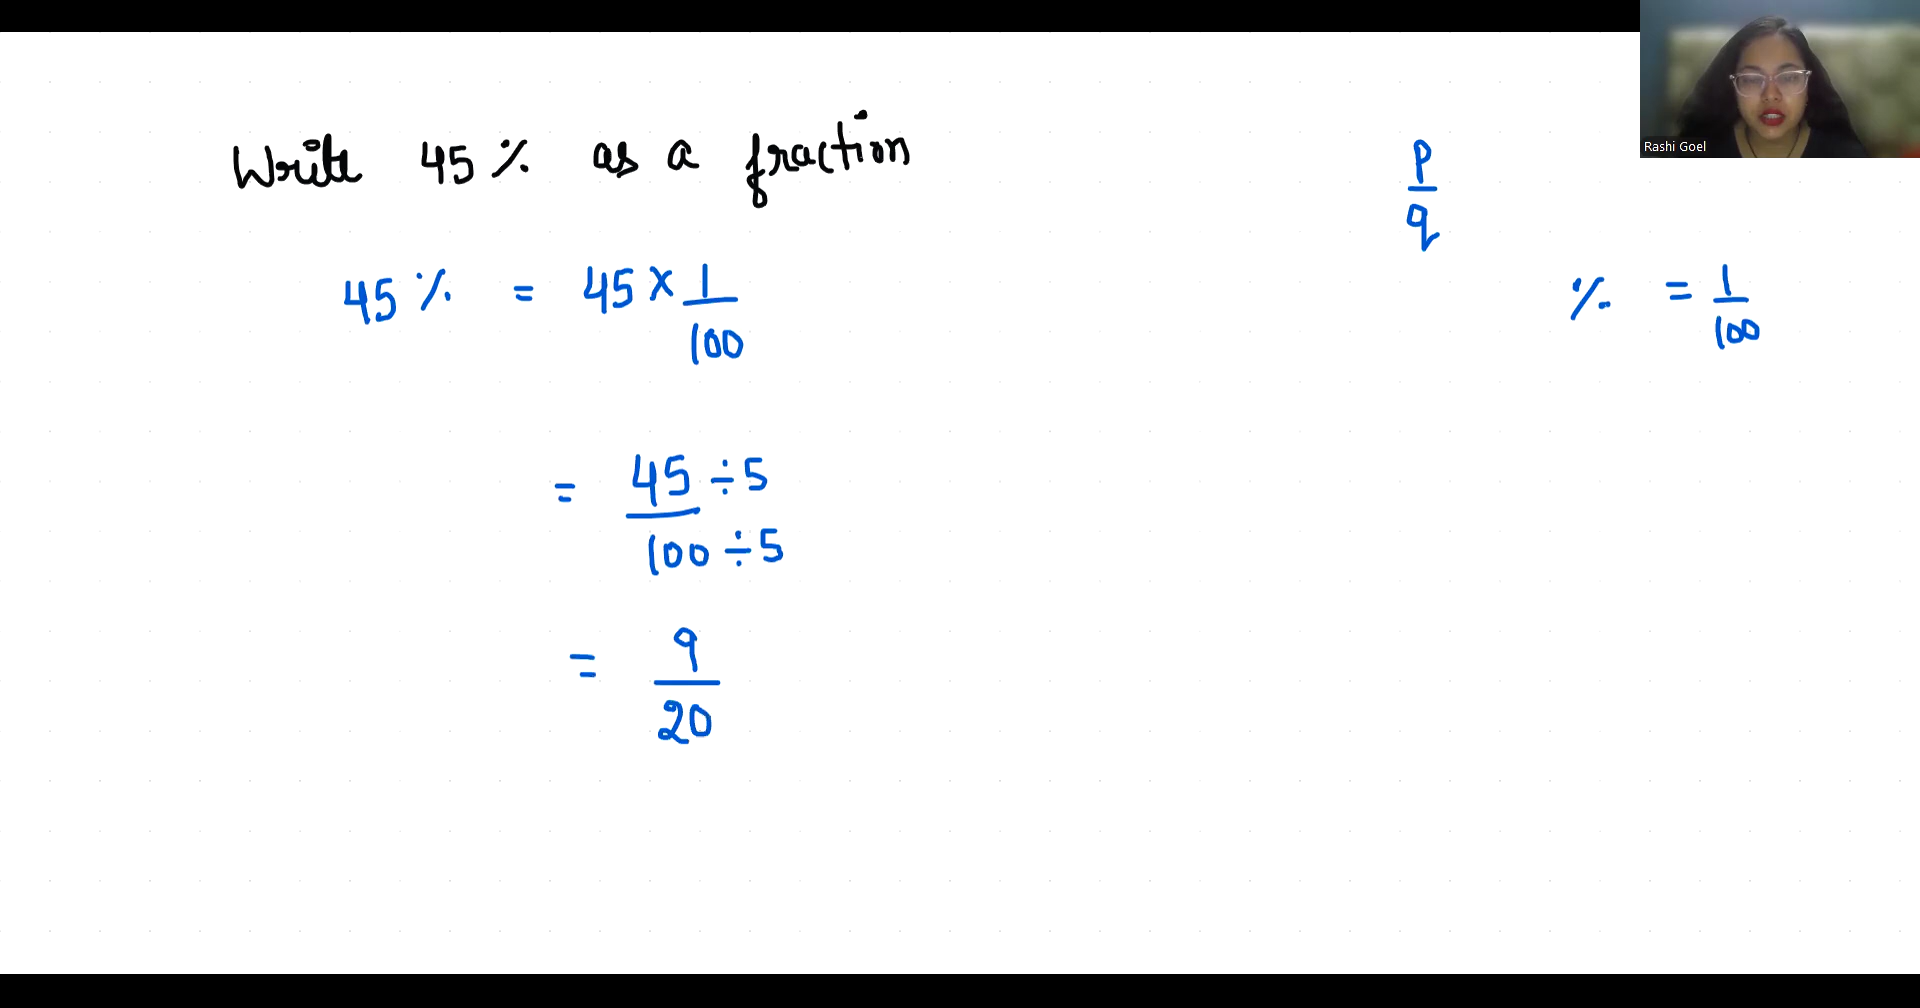 Write 45% as a fraction
45% = 45 × 1/100
= 45 ÷ 5 / 100 ÷ 5
= 9/20
p/q
% = 1/100
Rashi Goel